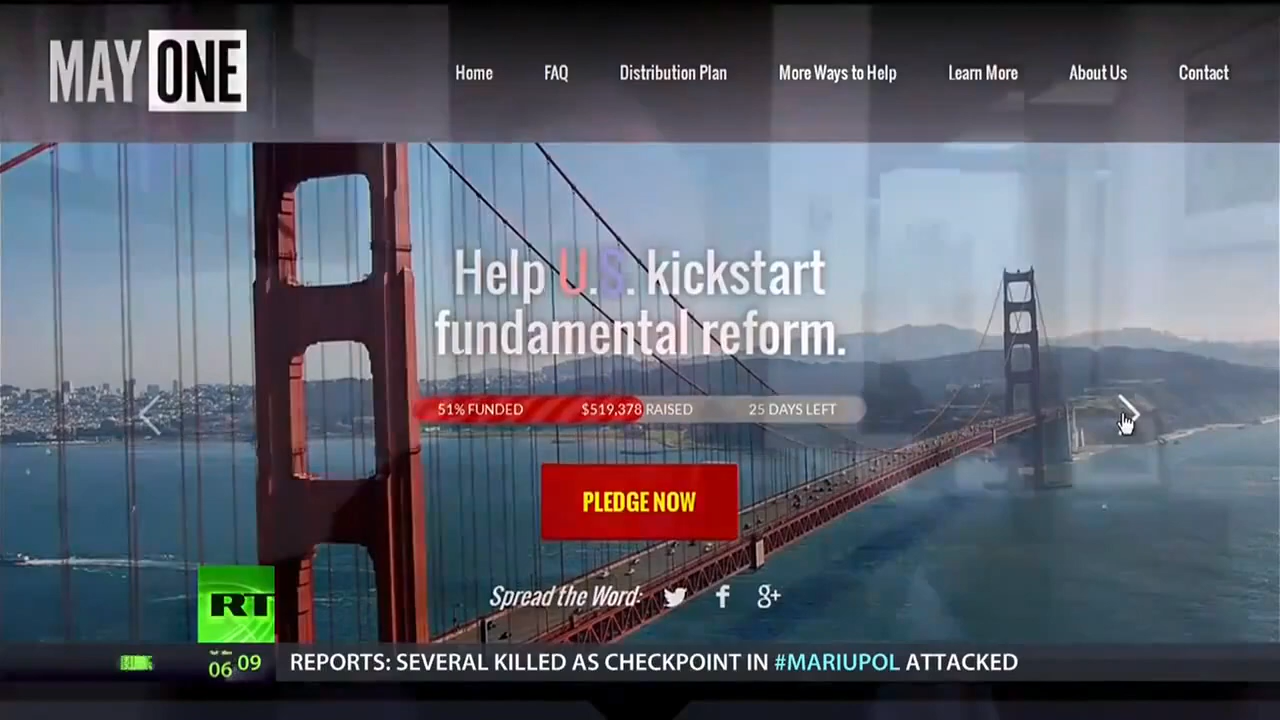 MAY ONE
Home FAQ Distribution Plan More Ways to Help Learn More About Us Contact
Help U.S. kickstart
fundamental reform.
51% FUNDED $519,378 RAISED 25 DAYS LEFT
PLEDGE NOW
Spread the Word:
RT
06 09 REPORTS: SEVERAL KILLED AS CHECKPOINT IN #MARIUPOL ATTACKED